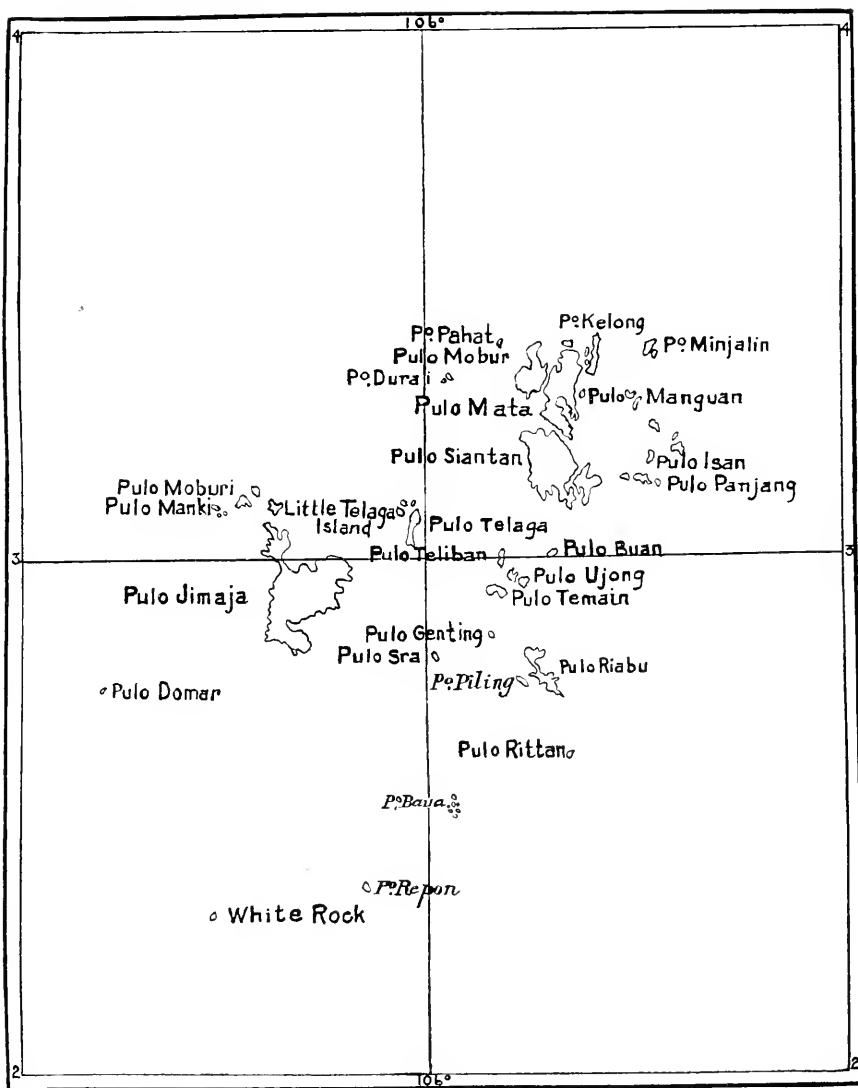 106°
4
4
Po. Kelong
Po. Pahat
Po. Minjalin
Pulo Mobur
Po. Durai
Pulo Manguan
Pulo Mata
Pulo Siantan
Pulo Isan
Pulo Panjang
Pulo Moburi
Pulo Manki
Little Telaga
Island
Pulo Telaga
Pulo Teliban
Pulo Buan
3
3
Pulo Ujong
Pulo Jimaja
Pulo Temain
Pulo Genting
Pulo Sra
Pulo Riabu
Po. Piling
Pulo Domar
Pulo Rittan
Po. Baua
Po. Repon
White Rock
2
2
106°